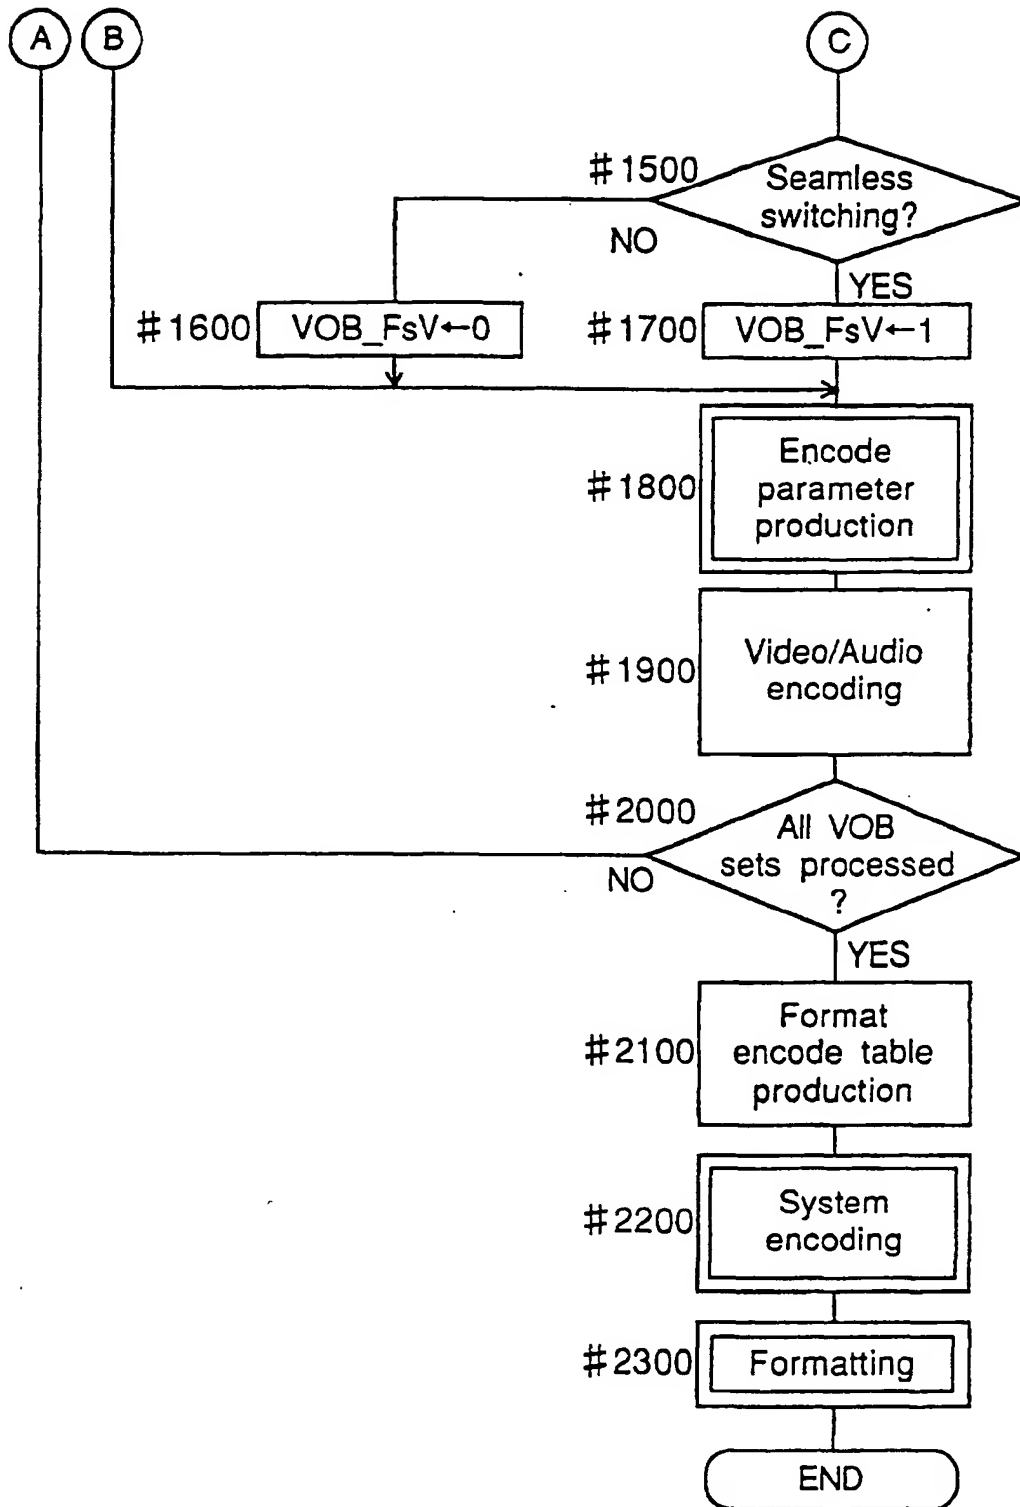 A B C
#1500
Seamless
switching?
NO
YES
#1600 VOB_FsV←0
#1700 VOB_FsV←1
#1800
Encode
parameter
production
#1900
Video/Audio
encoding
#2000
All VOB
sets processed
?
NO
YES
#2100
Format
encode table
production
#2200
System
encoding
#2300 Formatting
END